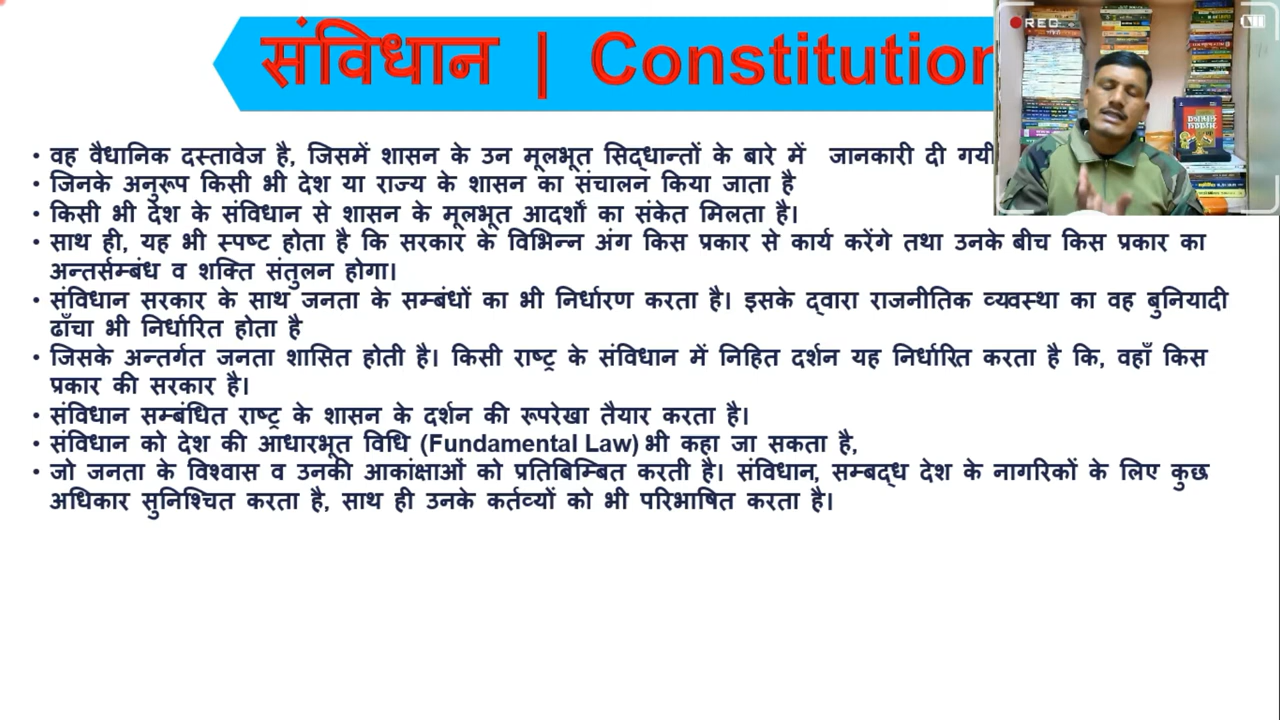 संविधान | Constitution
REC
• वह वैधानिक दस्तावेज है, जिसमें शासन के उन मूलभूत सिद्धान्तों के बारे में जानकारी दी गयी
• जिनके अनुरूप किसी भी देश या राज्य के शासन का संचालन किया जाता है
• किसी भी देश के संविधान से शासन के मूलभूत आदर्शों का संकेत मिलता है।
• साथ ही, यह भी स्पष्ट होता है कि सरकार के विभिन्न अंग किस प्रकार से कार्य करेंगे तथा उनके बीच किस प्रकार का
अन्तर्सम्बंध व शक्ति संतुलन होगा।
• संविधान सरकार के साथ जनता के सम्बंधों का भी निर्धारण करता है। इसके द्वारा राजनीतिक व्यवस्था का वह बुनियादी
ढाँचा भी निर्धारित होता है
• जिसके अन्तर्गत जनता शासित होती है। किसी राष्ट्र के संविधान में निहित दर्शन यह निर्धारित करता है कि, वहाँ किस
प्रकार की सरकार है।
• संविधान सम्बंधित राष्ट्र के शासन के दर्शन की रूपरेखा तैयार करता है।
• संविधान को देश की आधारभूत विधि (Fundamental Law) भी कहा जा सकता है,
• जो जनता के विश्वास व उनकी आकांक्षाओं को प्रतिबिम्बित करती है। संविधान, सम्बद्ध देश के नागरिकों के लिए कुछ
अधिकार सुनिश्चित करता है, साथ ही उनके कर्तव्यों को भी परिभाषित करता है।